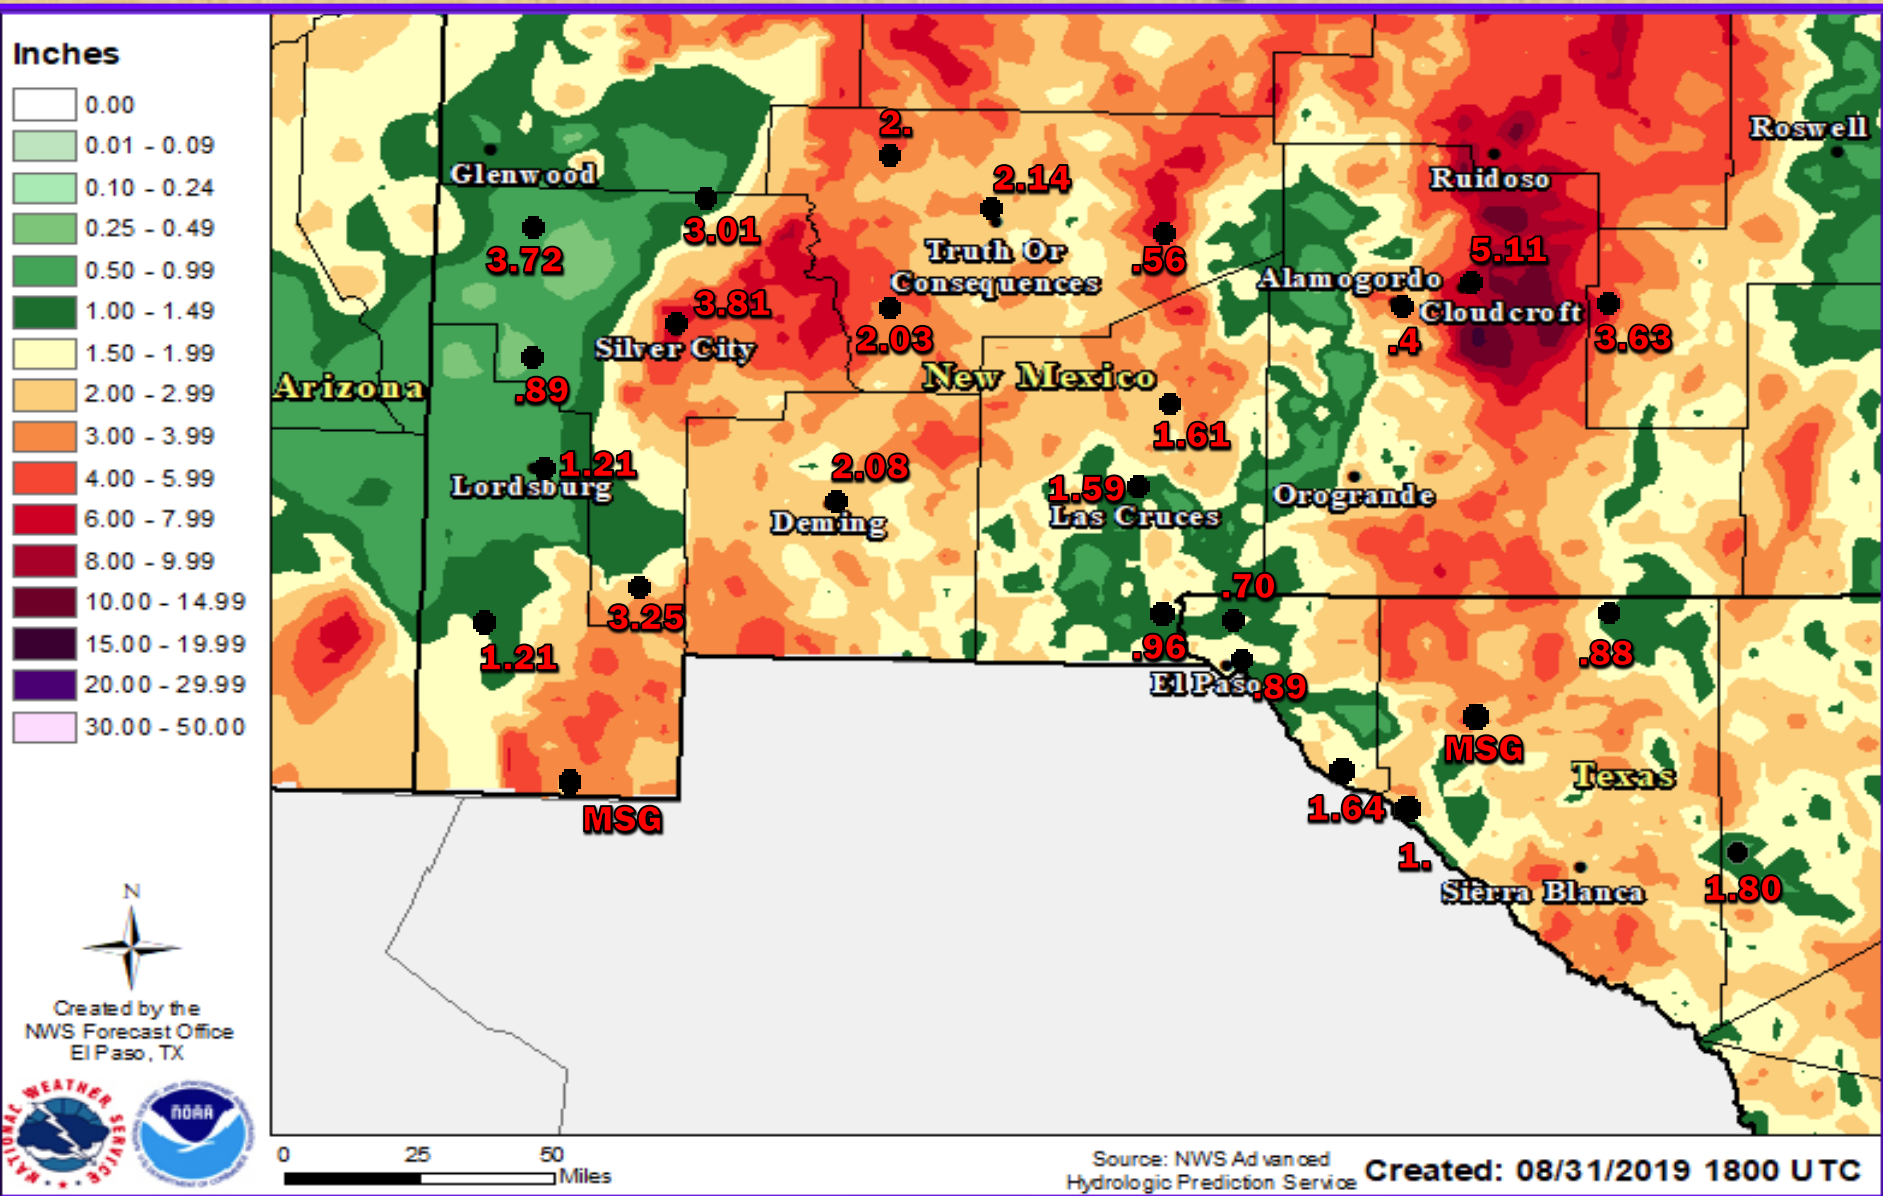 Inches
0.00
0.01 - 0.09
0.10 - 0.24
0.25 - 0.49
0.50 - 0.99
1.00 - 1.49
1.50 - 1.99
2.00 - 2.99
3.00 - 3.99
4.00 - 5.99
6.00 - 7.99
8.00 - 9.99
10.00 - 14.99
15.00 - 19.99
20.00 - 29.99
30.00 - 50.00
N
Created by the
NWS Forecast Office
El Paso, TX
NATIONAL WEATHER SERVICE
NOAA
2.
Roswell
Glenwood
2.14
Ruidoso
3.01
3.72
Truth Or
Consequences
.56
5.11
Alamogordo
3.81
Cloudcroft
2.03
.4
3.63
Silver City
New Mexico
Arizona
.89
1.61
1.21
2.08
Lordsburg
1.59
Las Cruces
Orogrande
Deming
.70
3.25
.96
1.21
.88
El Paso
.89
MSG
Texas
MSG
1.64
1.
Sierra Blanca
1.80
0 25 50
Miles
Source: NWS Advanced
Hydrologic Prediction Service
Created: 08/31/2019 1800 UTC